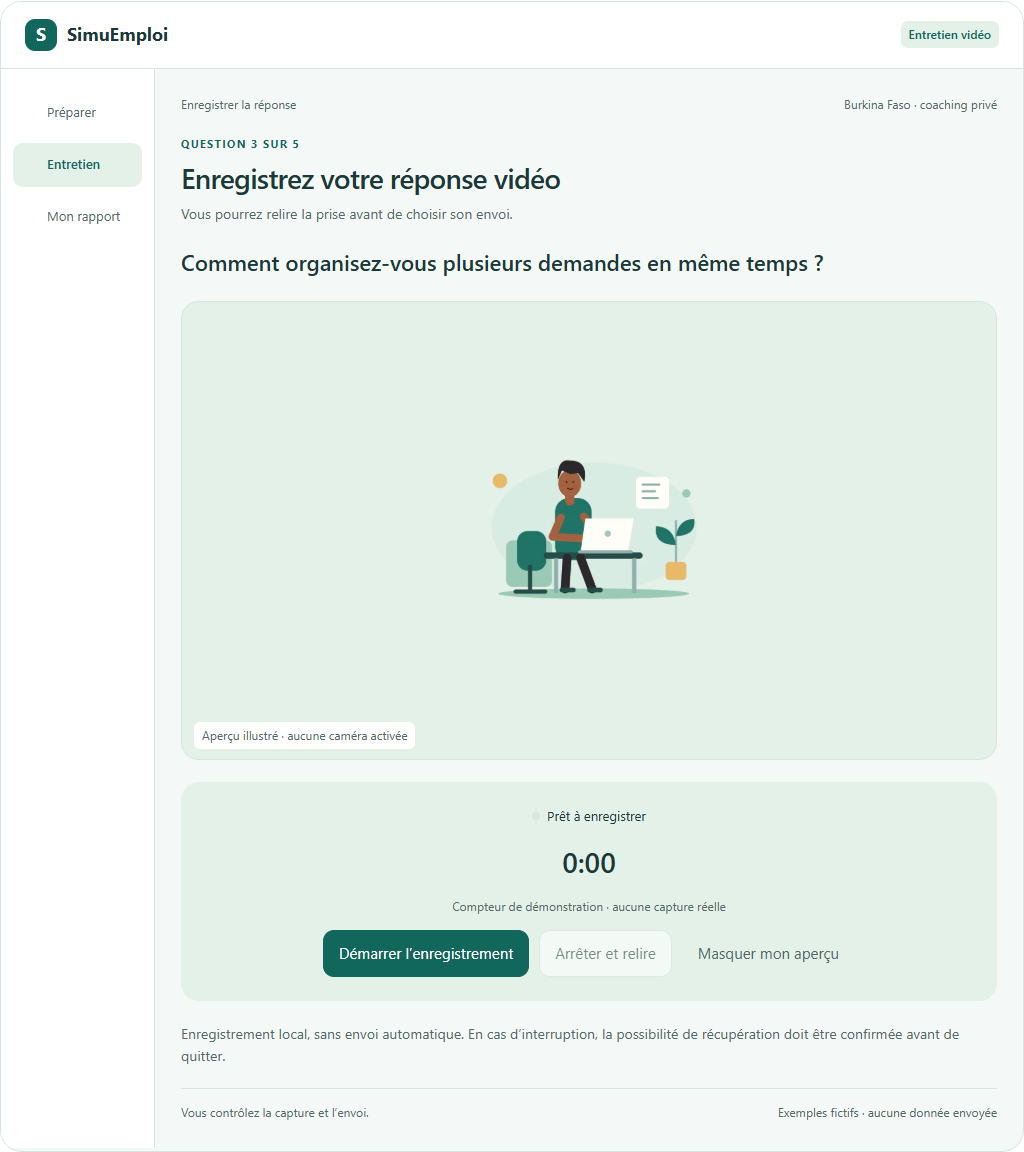 S SimuEmploi
Entretien vidéo
Préparer
Entretien
Mon rapport
Enregistrer la réponse
Burkina Faso · coaching privé
QUESTION 3 SUR 5
Enregistrez votre réponse vidéo
Vous pourrez relire la prise avant de choisir son envoi.
Comment organisez-vous plusieurs demandes en même temps ?
Aperçu illustré · aucune caméra activée
Prêt à enregistrer
0:00
Compteur de démonstration · aucune capture réelle
Démarrer l’enregistrement
Arrêter et relire
Masquer mon aperçu
Enregistrement local, sans envoi automatique. En cas d’interruption, la possibilité de récupération doit être confirmée avant de
quitter.
Vous contrôlez la capture et l’envoi.
Exemples fictifs · aucune donnée envoyée